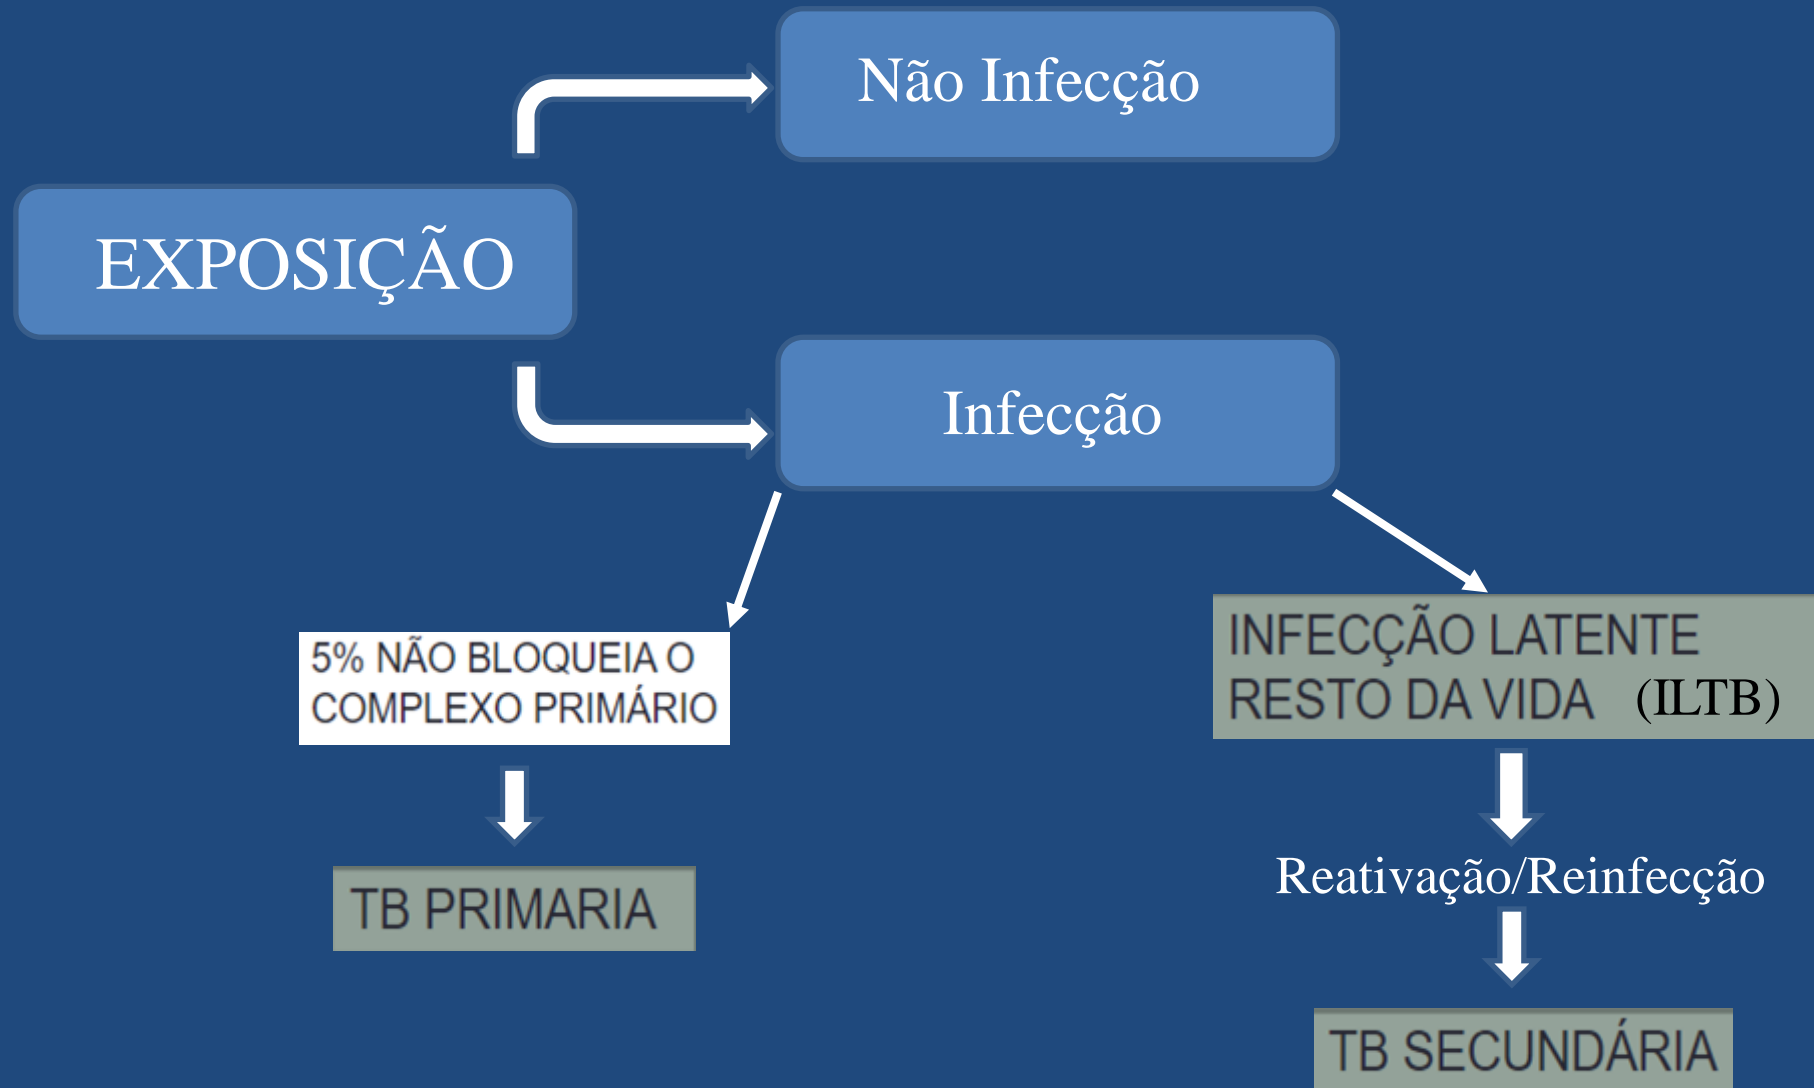 Não Infecção
EXPOSIÇÃO
Infecção
5% NÃO BLOQUEIA O
COMPLEXO PRIMÁRIO
TB PRIMARIA
INFECÇÃO LATENTE
RESTO DA VIDA (ILTB)
Reativação/Reinfecção
TB SECUNDÁRIA